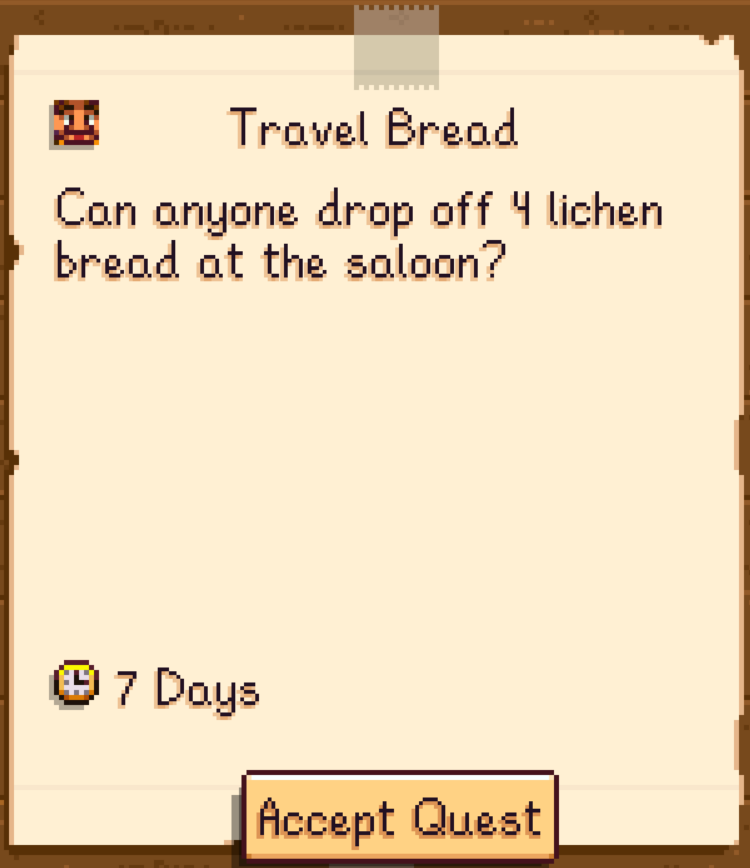 Travel Bread
Can anyone drop off 4 lichen
bread at the saloon?
7 Days
Accept Quest